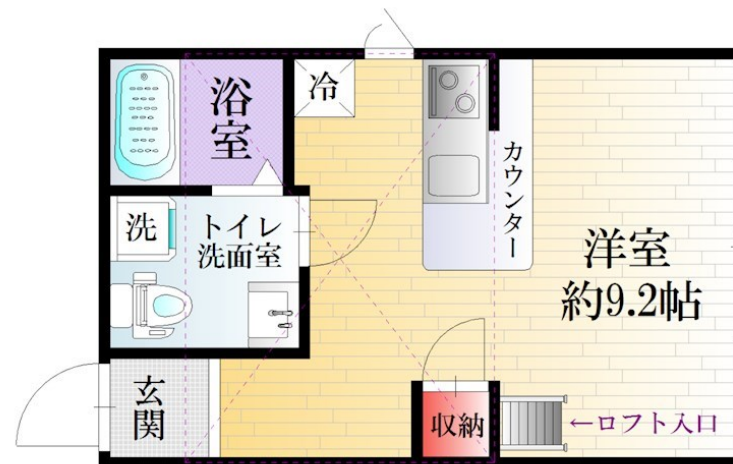 浴室
冷
カウンター
洗
トイレ
洗面室
洋室
約9.2帖
玄関
収納
←ロフト入口